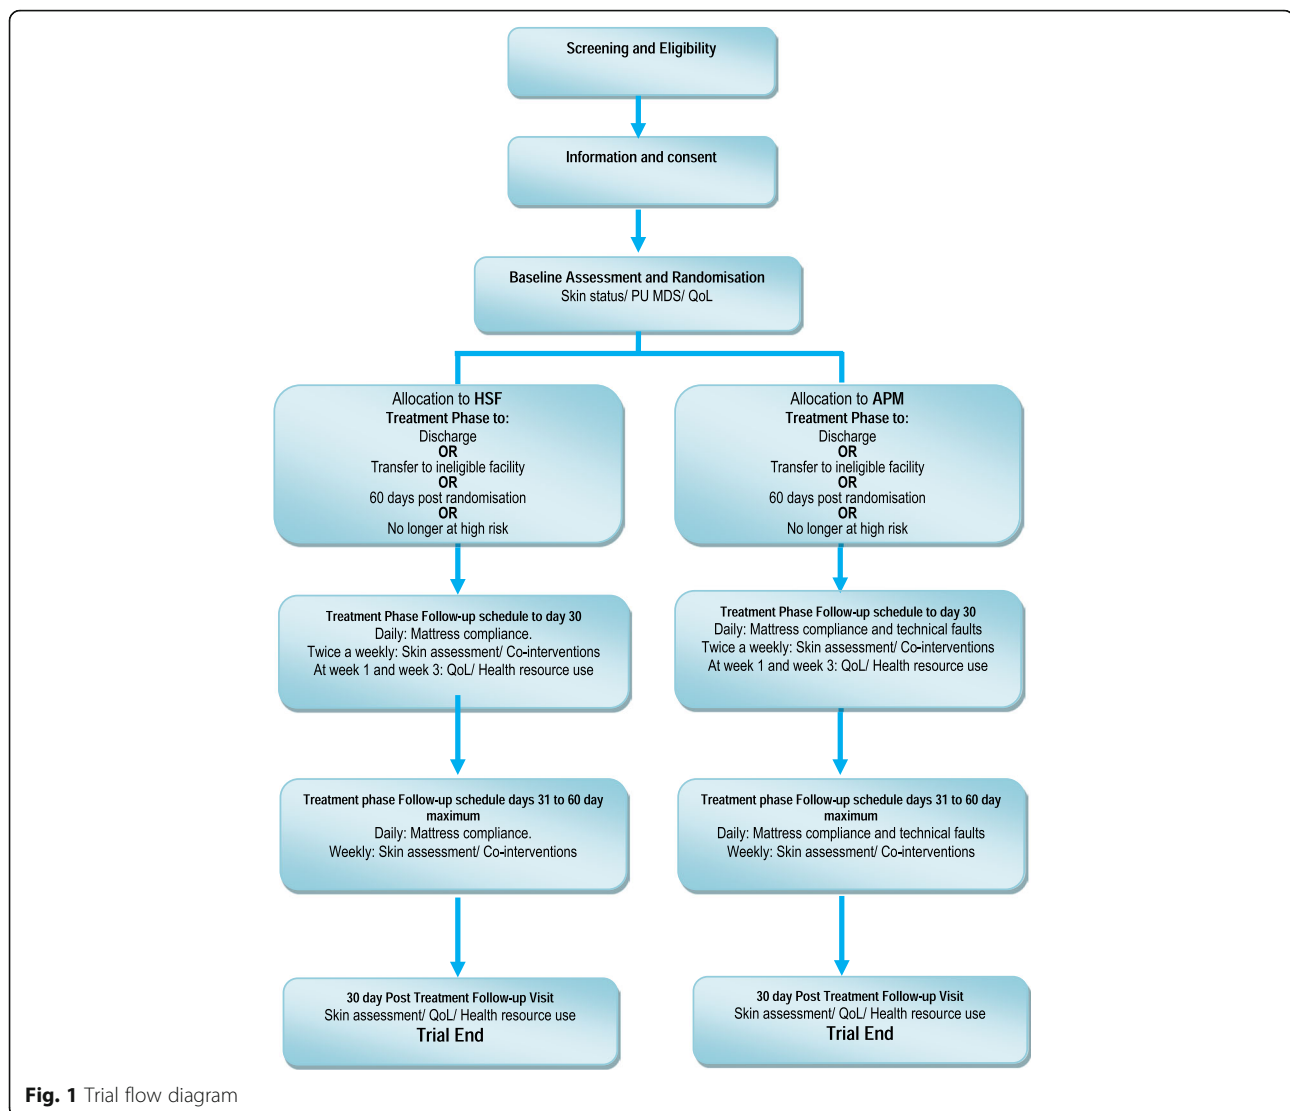 Screening and Eligibility
Information and consent
Baseline Assessment and Randomisation
Skin status/ PU MDS/ QoL
Allocation to HSF
Treatment Phase to:
Discharge
OR
Transfer to ineligible facility
OR
60 days post randomisation
OR
No longer at high risk
Allocation to APM
Treatment Phase to:
Discharge
OR
Transfer to ineligible facility
OR
60 days post randomisation
OR
No longer at high risk
Treatment Phase Follow-up schedule to day 30
Daily: Mattress compliance.
Twice a weekly: Skin assessment/ Co-interventions
At week 1 and week 3: QoL/ Health resource use
Treatment Phase Follow-up schedule to day 30
Daily: Mattress compliance and technical faults
Twice a weekly: Skin assessment/ Co-interventions
At week 1 and week 3: QoL/ Health resource use
Treatment phase Follow-up schedule days 31 to 60 day
maximum
Daily: Mattress compliance.
Weekly: Skin assessment/ Co-interventions
Treatment phase Follow-up schedule days 31 to 60 day
maximum
Daily: Mattress compliance and technical faults
Weekly: Skin assessment/ Co-interventions
30 day Post Treatment Follow-up Visit
Skin assessment/ QoL/ Health resource use
Trial End
30 day Post Treatment Follow-up Visit
Skin assessment/ QoL/ Health resource use
Trial End
Fig. 1 Trial flow diagram